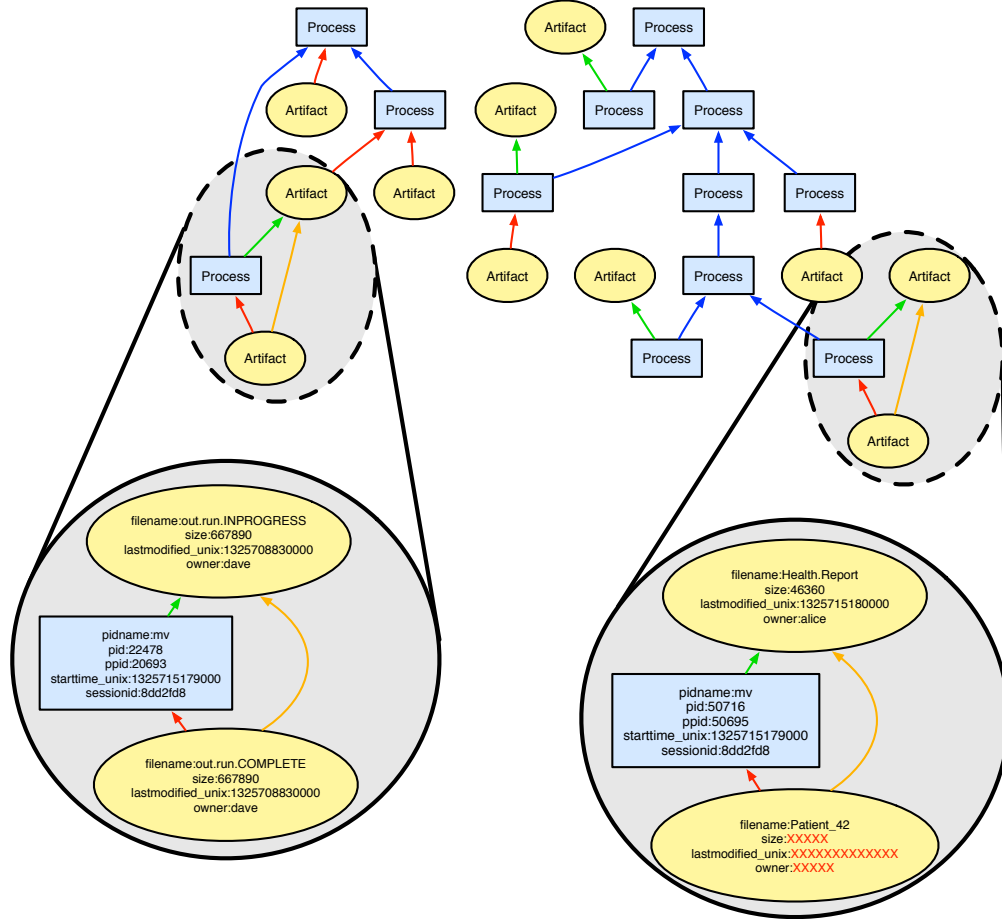 Process
Artifact
Process
Artifact
Process
Process
Process
Artifact
Artifact
Artifact
Artifact
Process
Process
Process
Process
Artifact
Artifact
Process
Artifact
Artifact
Artifact
Process
Artifact
Process
Process
Artifact
filename:out.run.INPROGRESS
size:667890
lastmodified_unix:1325708830000
owner:dave
pidname:mv
pid:22478
ppid:20693
starttime_unix:1325715179000
sessionid:8dd2fd8
filename:out.run.COMPLETE
size:667890
lastmodified_unix:1325708830000
owner:dave
filename:Health.Report
size:46360
lastmodified_unix:1325715180000
owner:alice
pidname:mv
pid:50716
ppid:50695
starttime_unix:1325715179000
sessionid:8dd2fd8
filename:Patient_42
size:XXXXX
lastmodified_unix:XXXXXXXXXXXXX
owner:XXXXX